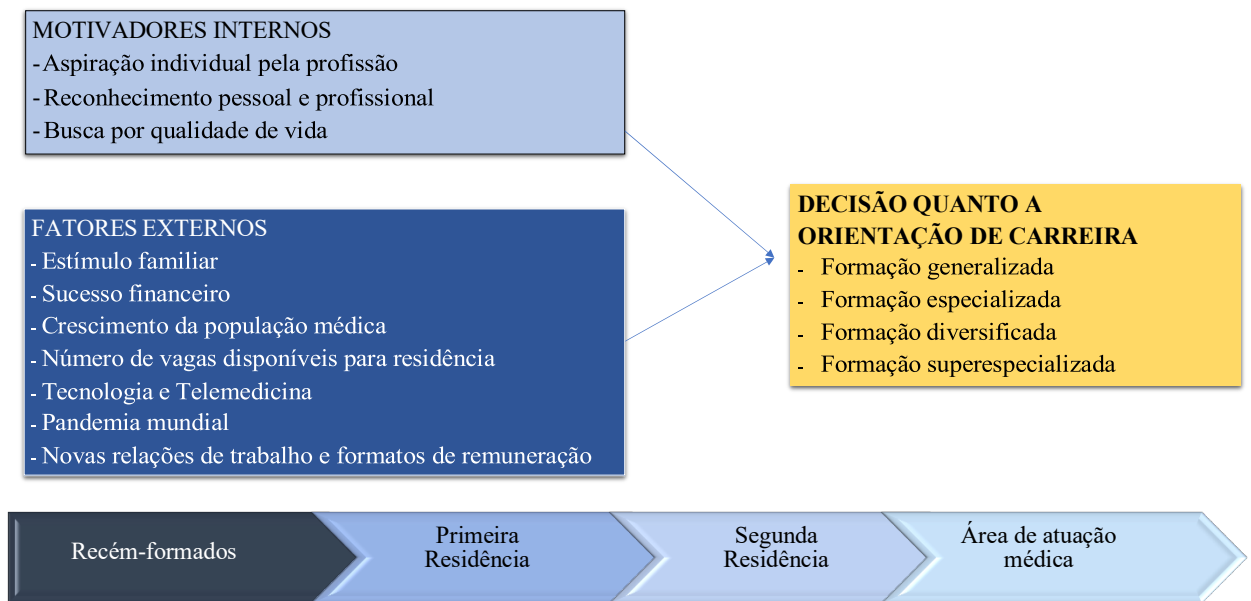 MOTIVADORES INTERNOS
-Aspiração individual pela profissão
-Reconhecimento pessoal e profissional
-Busca por qualidade de vida
FATORES EXTERNOS
- Estímulo familiar
- Sucesso financeiro
- Crescimento da população médica
- Número de vagas disponíveis para residência
- Tecnologia e Telemedicina
- Pandemia mundial
- Novas relações de trabalho e formatos de remuneração
DECISÃO QUANTO A
ORIENTAÇÃO DE CARREIRA
- Formação generalizada
- Formação especializada
- Formação diversificada
- Formação superespecializada
Recém-formados
Primeira
Residência
Segunda
Residência
Área de atuação
médica